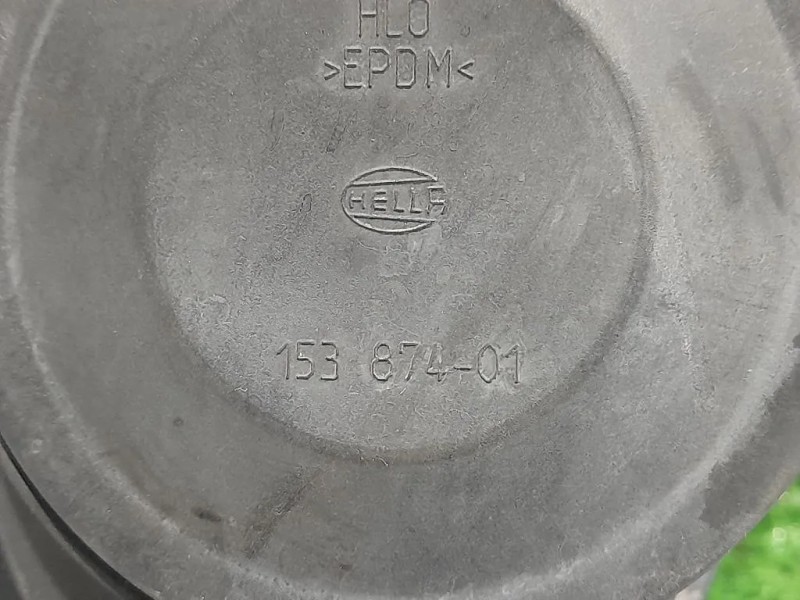 HLO
>EPDM<
HELLA
153 874-01